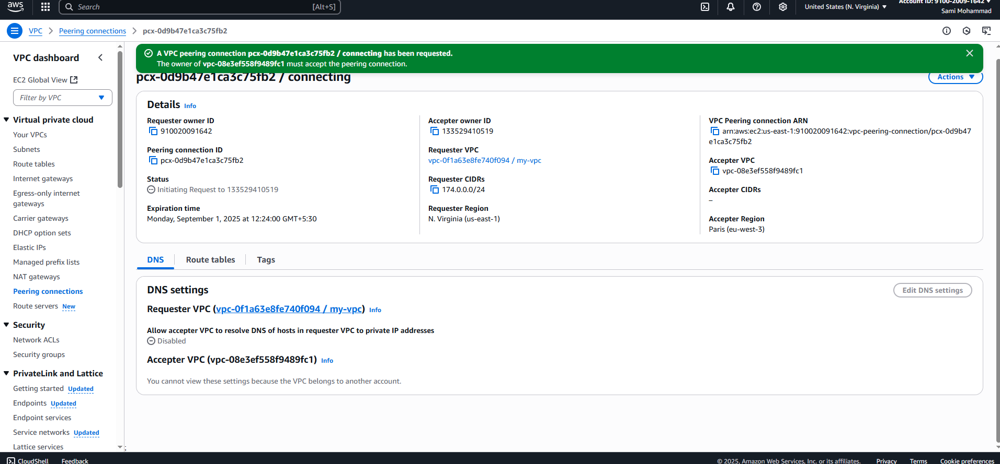 aws
Search
[Alt+S]
United States (N. Virginia)
Account ID: 9100-2009-1642
Sami Mohammad
VPC
Peering connections
pcx-0d9b47e1ca3c75fb2
VPC dashboard
EC2 Global View
Filter by VPC
Virtual private cloud
Your VPCs
Subnets
Route tables
Internet gateways
Egress-only internet
gateways
Carrier gateways
DHCP option sets
Elastic IPs
Managed prefix lists
NAT gateways
Peering connections
Route servers New
Security
Network ACLs
Security groups
PrivateLink and Lattice
Getting started Updated
Endpoints Updated
Endpoint services
Service networks Updated
Lattice services
A VPC peering connection pcx-0d9b47e1ca3c75fb2 / connecting has been requested.
The owner of vpc-08e3ef558f9489fc1 must accept the peering connection.
pcx-0d9b47e1ca3c75fb2 / connecting
Actions
Details Info
Requester owner ID
910020091642
Peering connection ID
pcx-0d9b47e1ca3c75fb2
Status
Initiating Request to 133529410519
Expiration time
Monday, September 1, 2025 at 12:24:00 GMT+5:30
Accepter owner ID
133529410519
Requester VPC
vpc-0f1a63e8fe740f094 / my-vpc
Requester CIDRs
174.0.0.0/24
Requester Region
N. Virginia (us-east-1)
VPC Peering connection ARN
arn:aws:ec2:us-east-1:910020091642:vpc-peering-connection/pcx-0d9b47
e1ca3c75fb2
Accepter VPC
vpc-08e3ef558f9489fc1
Accepter CIDRs
–
Accepter Region
Paris (eu-west-3)
DNS
Route tables
Tags
DNS settings
Edit DNS settings
Requester VPC (vpc-0f1a63e8fe740f094 / my-vpc) Info
Allow accepter VPC to resolve DNS of hosts in requester VPC to private IP addresses
Disabled
Accepter VPC (vpc-08e3ef558f9489fc1) Info
You cannot view these settings because the VPC belongs to another account.
CloudShell
Feedback
© 2025, Amazon Web Services, Inc. or its affiliates.
Privacy
Terms
Cookie preferences